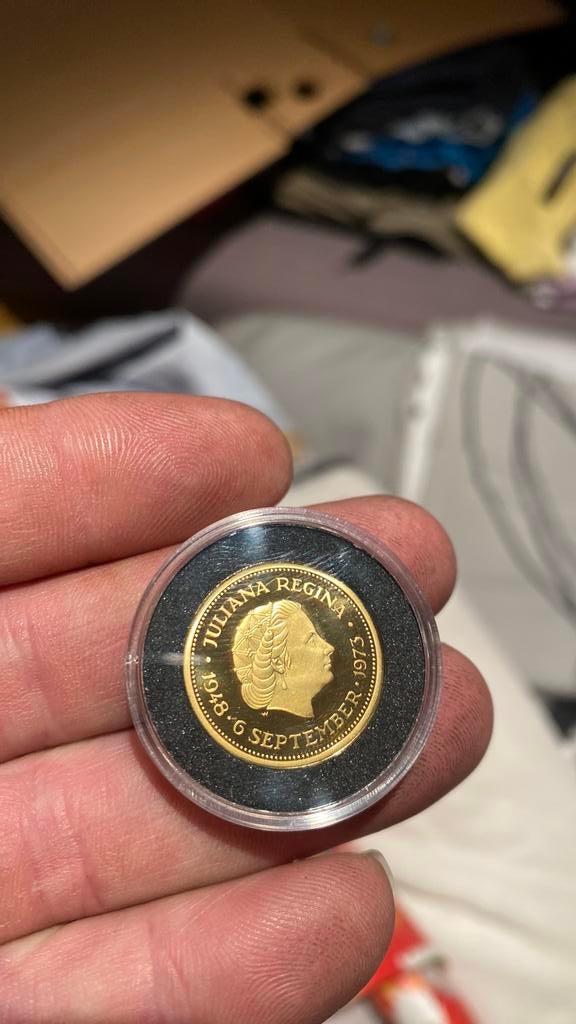 · JULIANA REGINA ·
1948 · 6 SEPTEMBER · 1973